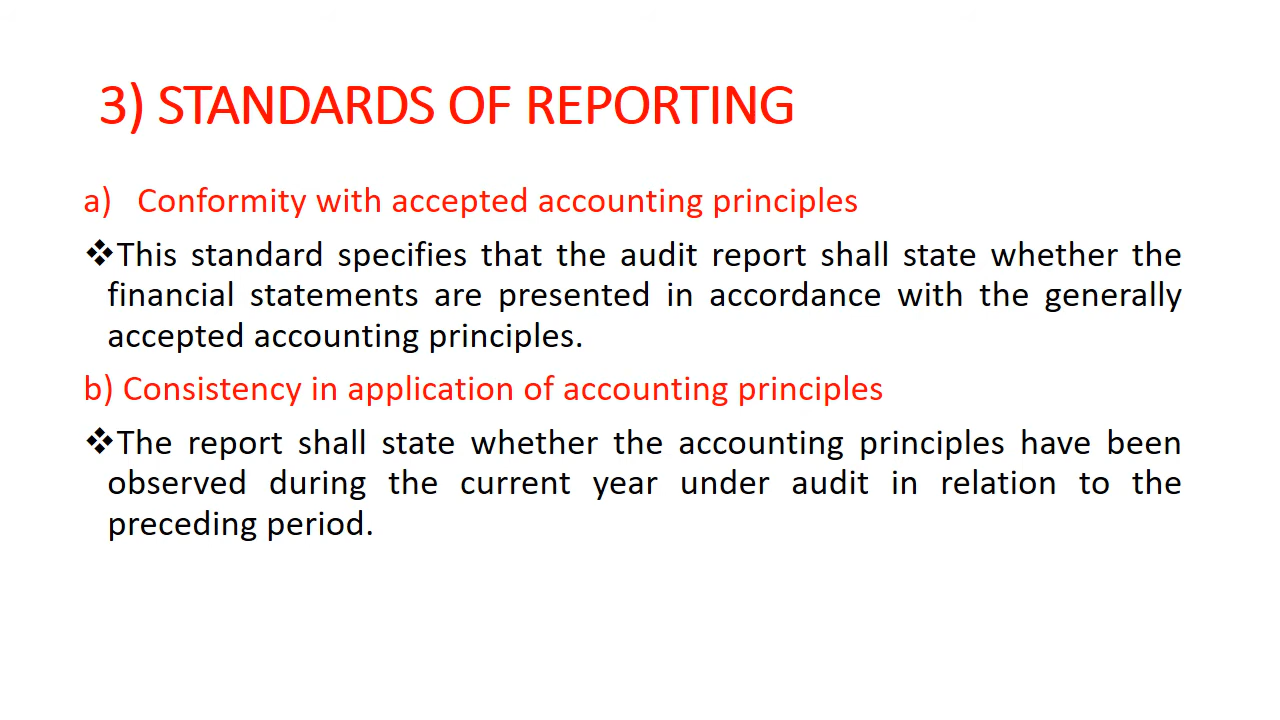 3) STANDARDS OF REPORTING
a) Conformity with accepted accounting principles
❖This standard specifies that the audit report shall state whether the
financial statements are presented in accordance with the generally
accepted accounting principles.
b) Consistency in application of accounting principles
❖The report shall state whether the accounting principles have been
observed during the current year under audit in relation to the
preceding period.